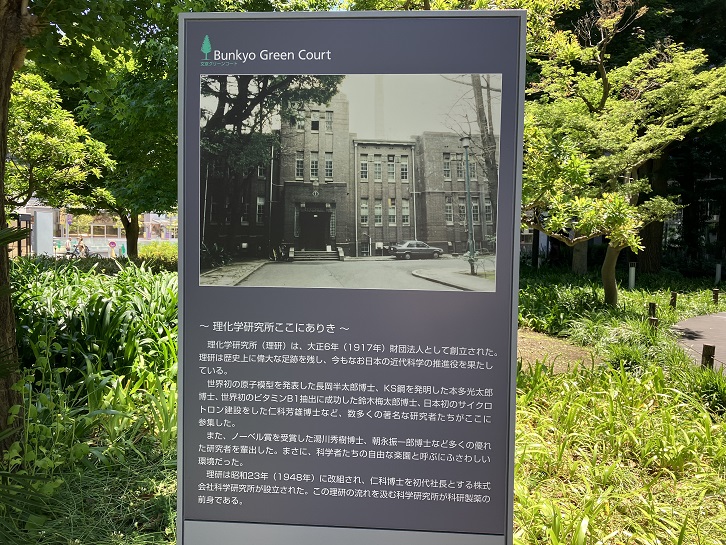 Bunkyo Green Court
文京グリーンコート
～ 理化学研究所ここにありき ～
理化学研究所（理研）は、大正6年（1917年）財団法人として創立された。
理研は歴史上に偉大な足跡を残し、今もなお日本の近代科学の推進役を果たし
ている。
世界初の原子模型を発表した長岡半太郎博士、KS鋼を発明した本多光太郎
博士、世界初のビタミンB1抽出に成功した鈴木梅太郎博士、日本初のサイクロ
トロン建設をした仁科芳雄博士など、数多くの著名な研究者たちがここに
参集した。
また、ノーベル賞を受賞した湯川秀樹博士、朝永振一郎博士など多くの優れ
た研究者を輩出した。まさに、科学者たちの自由な楽園と呼ぶにふさわしい
環境だった。
理研は昭和23年（1948年）に改組され、仁科博士を初代社長とする株式
会社科学研究所が設立された。この理研の流れを汲む科学研究所が科研製薬の
前身である。